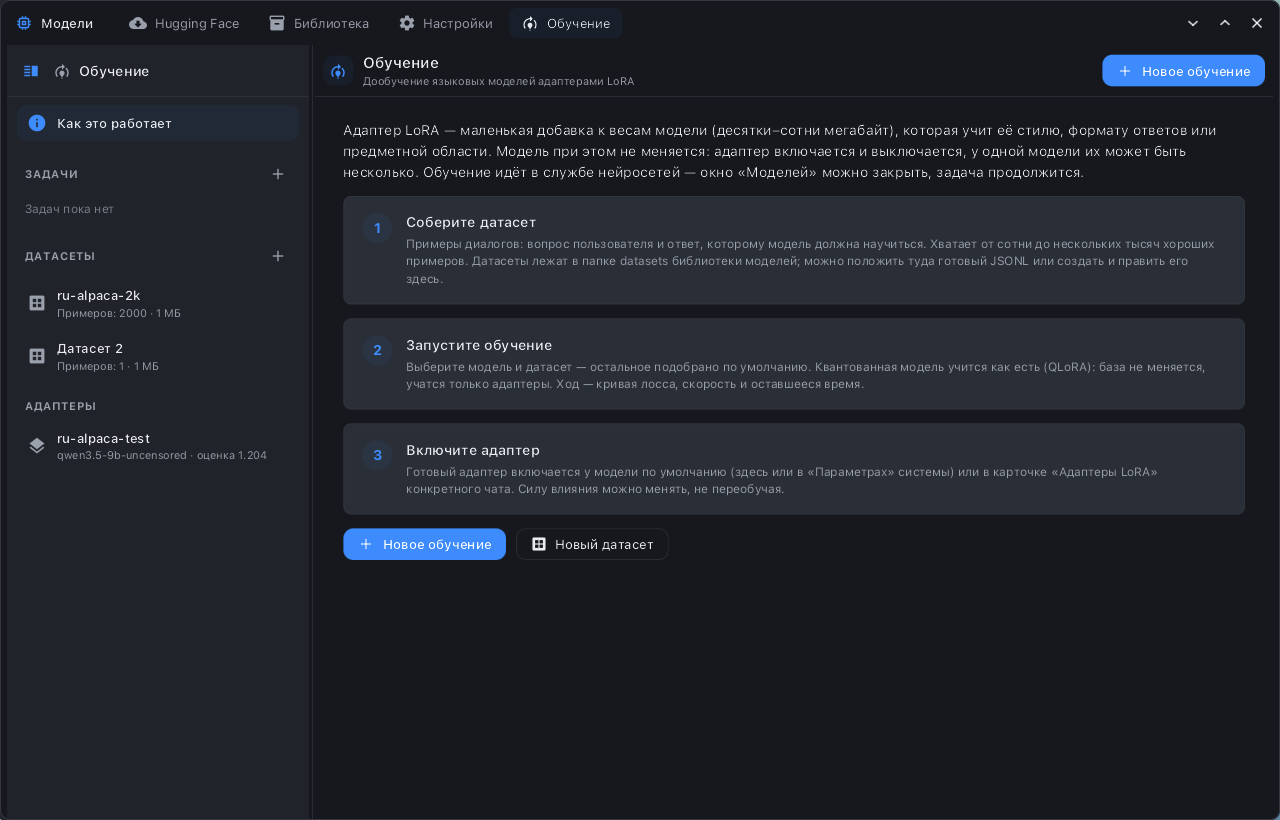 Модели
Hugging Face
Библиотека
Настройки
Обучение
Обучение
Как это работает
ЗАДАЧИ
Задач пока нет
ДАТАСЕТЫ
ru-alpaca-2k
Примеров: 2000 · 1 МБ
Датасет 2
Примеров: 1 · 1 МБ
АДАПТЕРЫ
ru-alpaca-test
qwen3.5-9b-uncensored · оценка 1.204
Обучение
Дообучение языковых моделей адаптерами LoRA
Новое обучение
Адаптер LoRA — маленькая добавка к весам модели (десятки–сотни мегабайт), которая учит её стилю, формату ответов или
предметной области. Модель при этом не меняется: адаптер включается и выключается, у одной модели их может быть
несколько. Обучение идёт в службе нейросетей — окно «Моделей» можно закрыть, задача продолжится.
1
Соберите датасет
Примеры диалогов: вопрос пользователя и ответ, которому модель должна научиться. Хватает от сотни до нескольких тысяч хороших
примеров. Датасеты лежат в папке datasets библиотеки моделей; можно положить туда готовый JSONL или создать и править его
здесь.
2
Запустите обучение
Выберите модель и датасет — остальное подобрано по умолчанию. Квантованная модель учится как есть (QLoRA): база не меняется,
учатся только адаптеры. Ход — кривая лосса, скорость и оставшееся время.
3
Включите адаптер
Готовый адаптер включается у модели по умолчанию (здесь или в «Параметрах» системы) или в карточке «Адаптеры LoRA»
конкретного чата. Силу влияния можно менять, не переобучая.
Новое обучение
Новый датасет